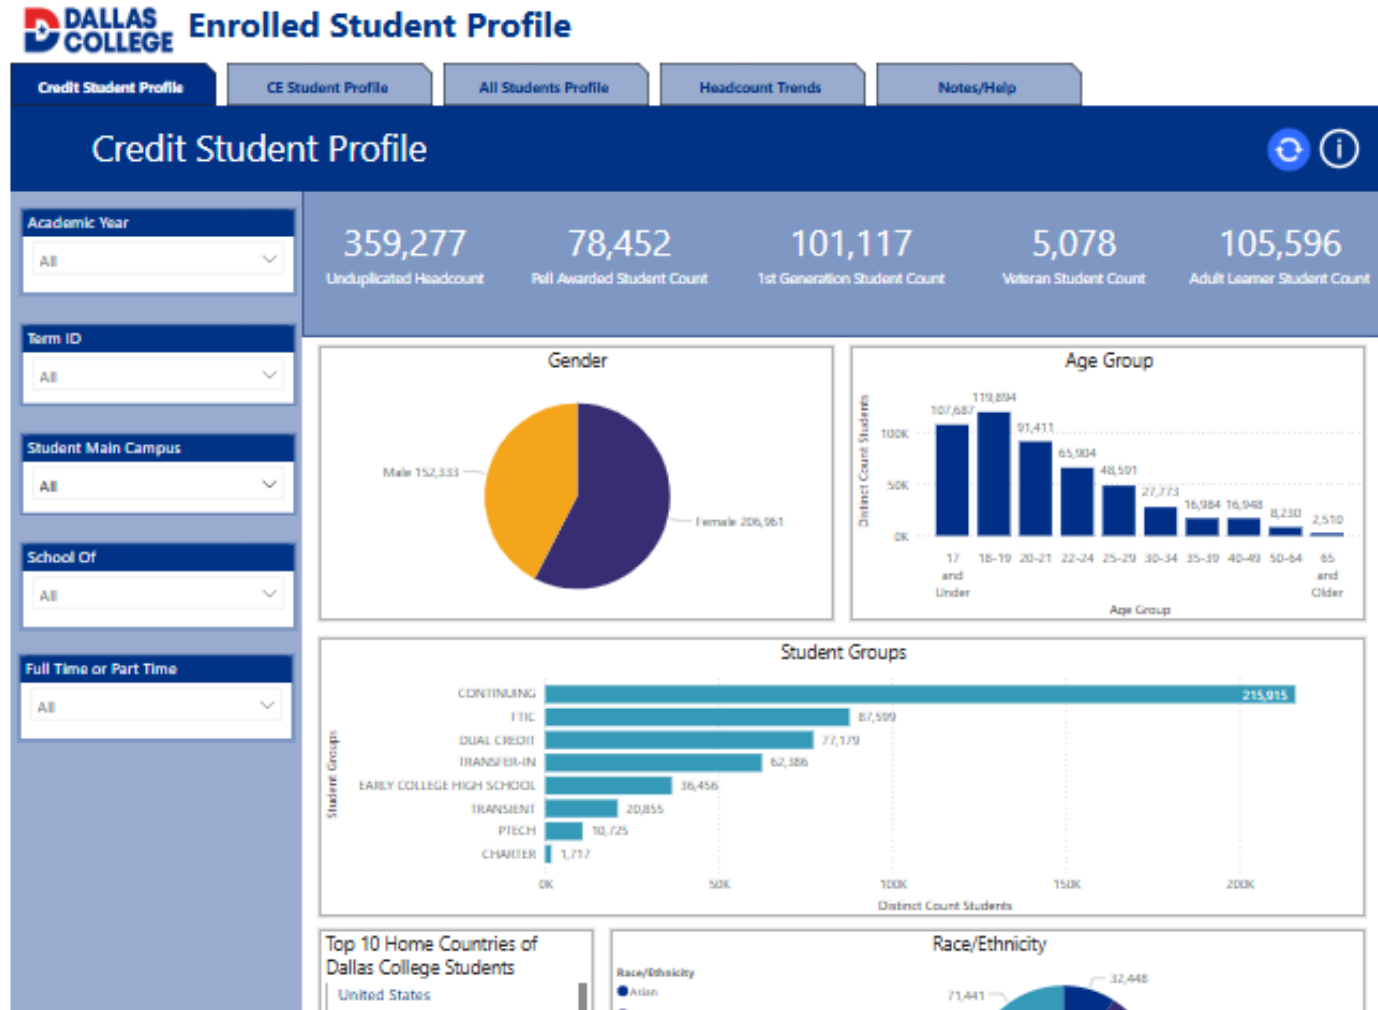 DALLAS
COLLEGE
Enrolled Student Profile
Credit Student Profile
CE Student Profile
All Students Profile
Headcount Trends
Notes/Help
Credit Student Profile
Academic Year
All
Term ID
All
Student Main Campus
All
School Of
All
Full Time or Part Time
All
359,277
Unduplicated Headcount
78,452
Pell Awarded Student Count
101,117
1st Generation Student Count
5,078
Veteran Student Count
105,596
Adult Learner Student Count
Gender
Male 152,333
Female 206,961
Age Group
Distinct Count Students
100K
50K
0K
107,687
119,894
91,411
65,904
48,591
27,773
16,984
16,948
8,230
2,510
17 and Under
18-19
20-21
22-24
25-29
30-34
35-39
40-49
50-64
65 and Older
Age Group
Student Groups
Student Groups
CONTINUING 215,915
FTIC 87,599
DUAL CREDIT 77,179
TRANSFER-IN 62,386
EARLY COLLEGE HIGH SCHOOL 36,456
TRANSIENT 20,855
PTECH 10,725
CHARTER 1,717
0K 50K 100K 150K 200K
Distinct Count Students
Top 10 Home Countries of
Dallas College Students
United States
Race/Ethnicity
Race/Ethnicity
Asian
71,441
32,448